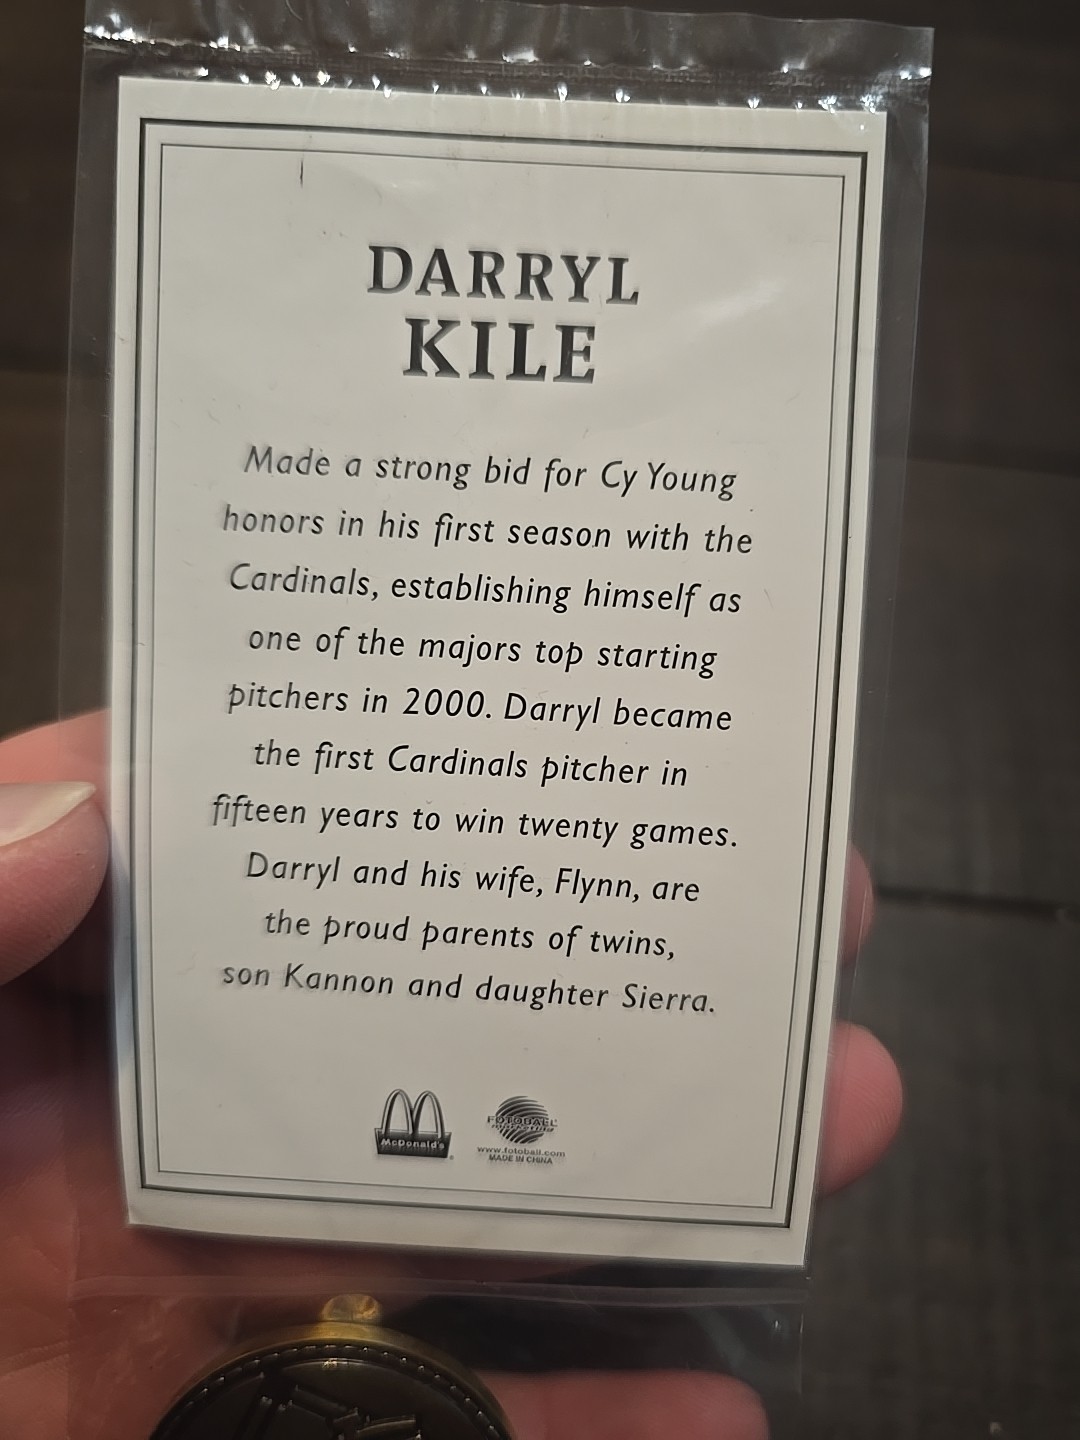 DARRYL
KILE
Made a strong bid for Cy Young
honors in his first season with the
Cardinals, establishing himself as
one of the majors top starting
pitchers in 2000. Darryl became
the first Cardinals pitcher in
fifteen years to win twenty games.
Darryl and his wife, Flynn, are
the proud parents of twins,
son Kannon and daughter Sierra.
McDonald's
FOTOBALL
www.fotoball.com
MADE IN CHINA